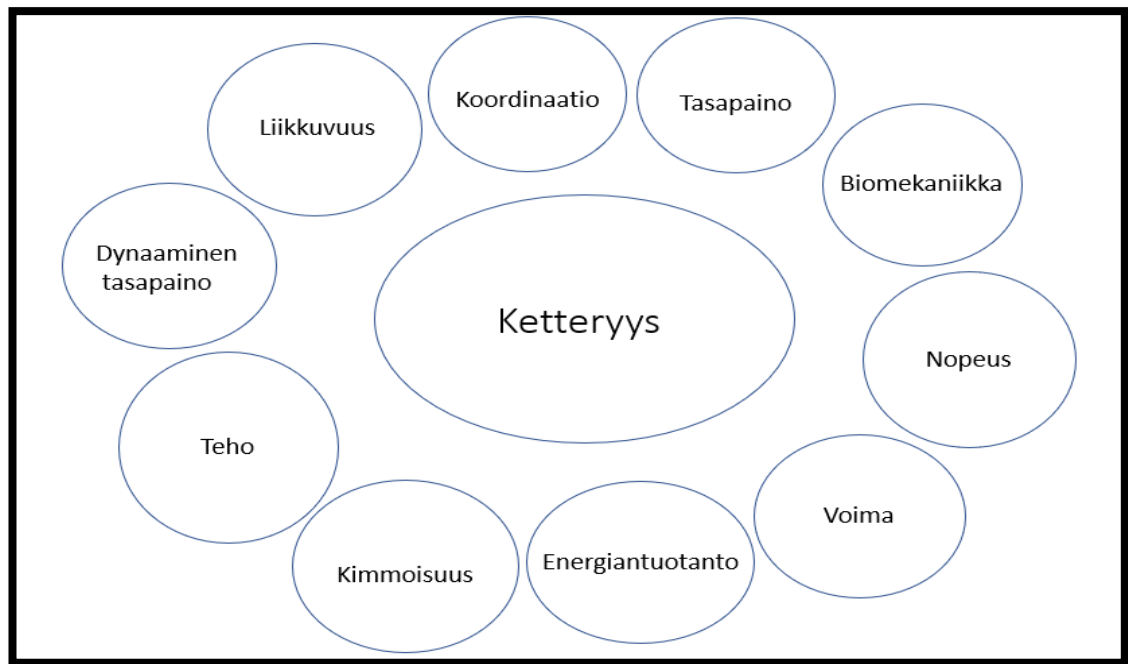 Koordinaatio
Tasapaino
Liikkuvuus
Biomekaniikka
Dynaaminen
tasapaino
Ketteryys
Nopeus
Teho
Voima
Energiantuotanto
Kimmoisuus